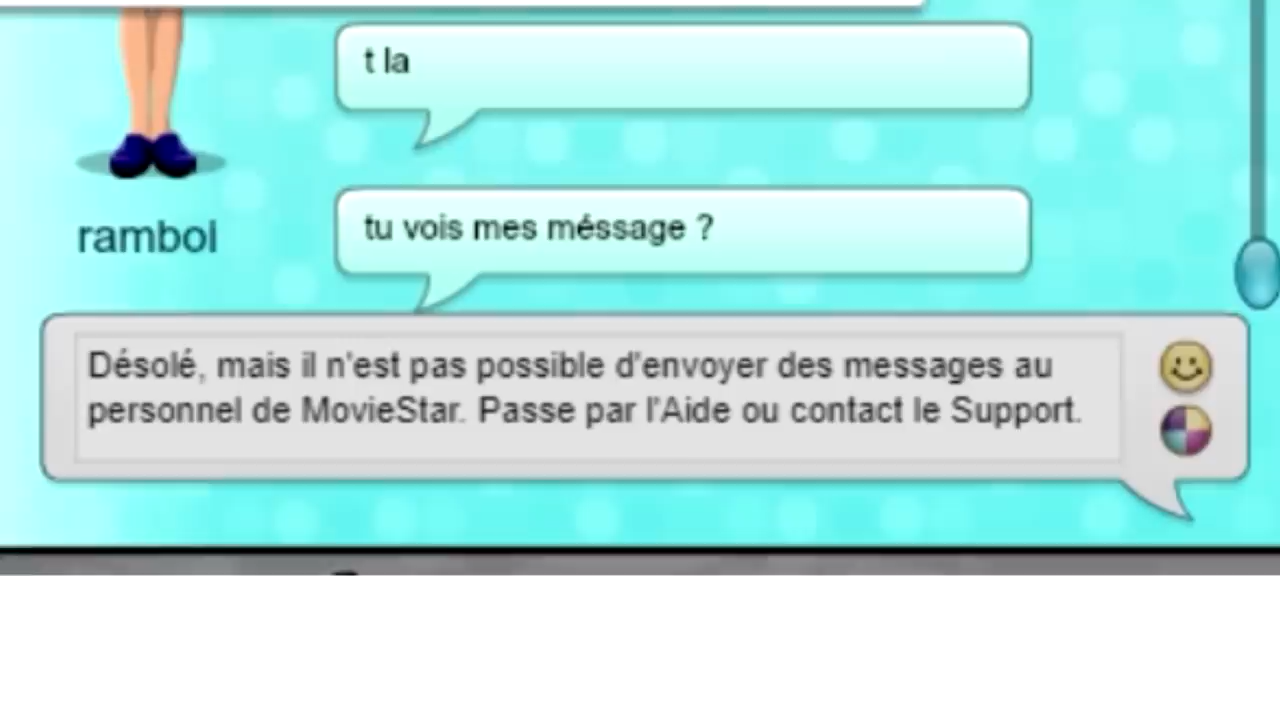 t la
tu vois mes méssage ?
rambol
Désolé, mais il n'est pas possible d'envoyer des messages au
personnel de MovieStar. Passe par l'Aide ou contact le Support.